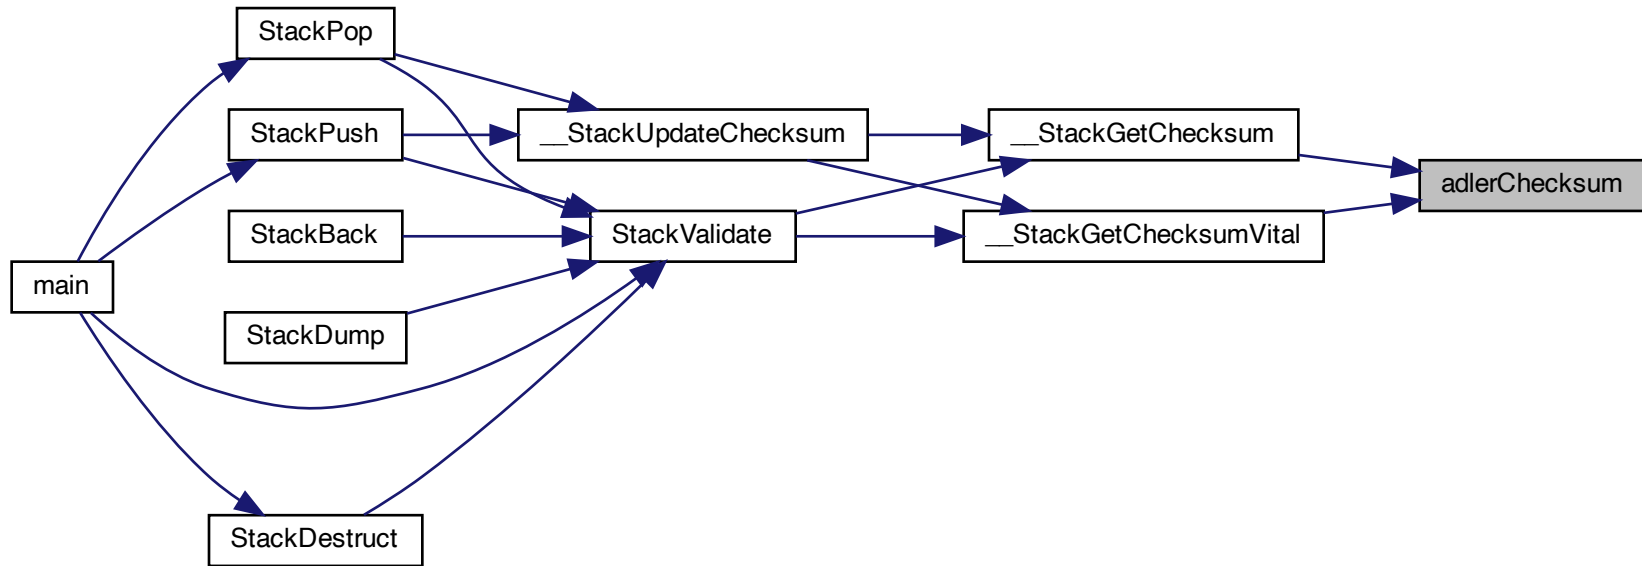 StackPop
StackPush
__StackUpdateChecksum
__StackGetChecksum
adlerChecksum
StackBack
StackValidate
__StackGetChecksumVital
main
StackDump
StackDestruct